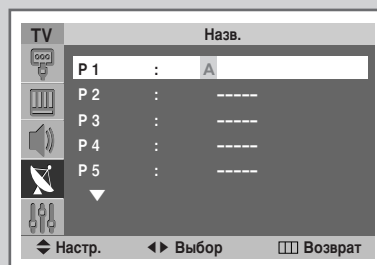 TV Назв.
P 1 : A
P 2 : -----
P 3 : -----
P 4 : -----
P 5 : -----
Настр. Выбор Возврат